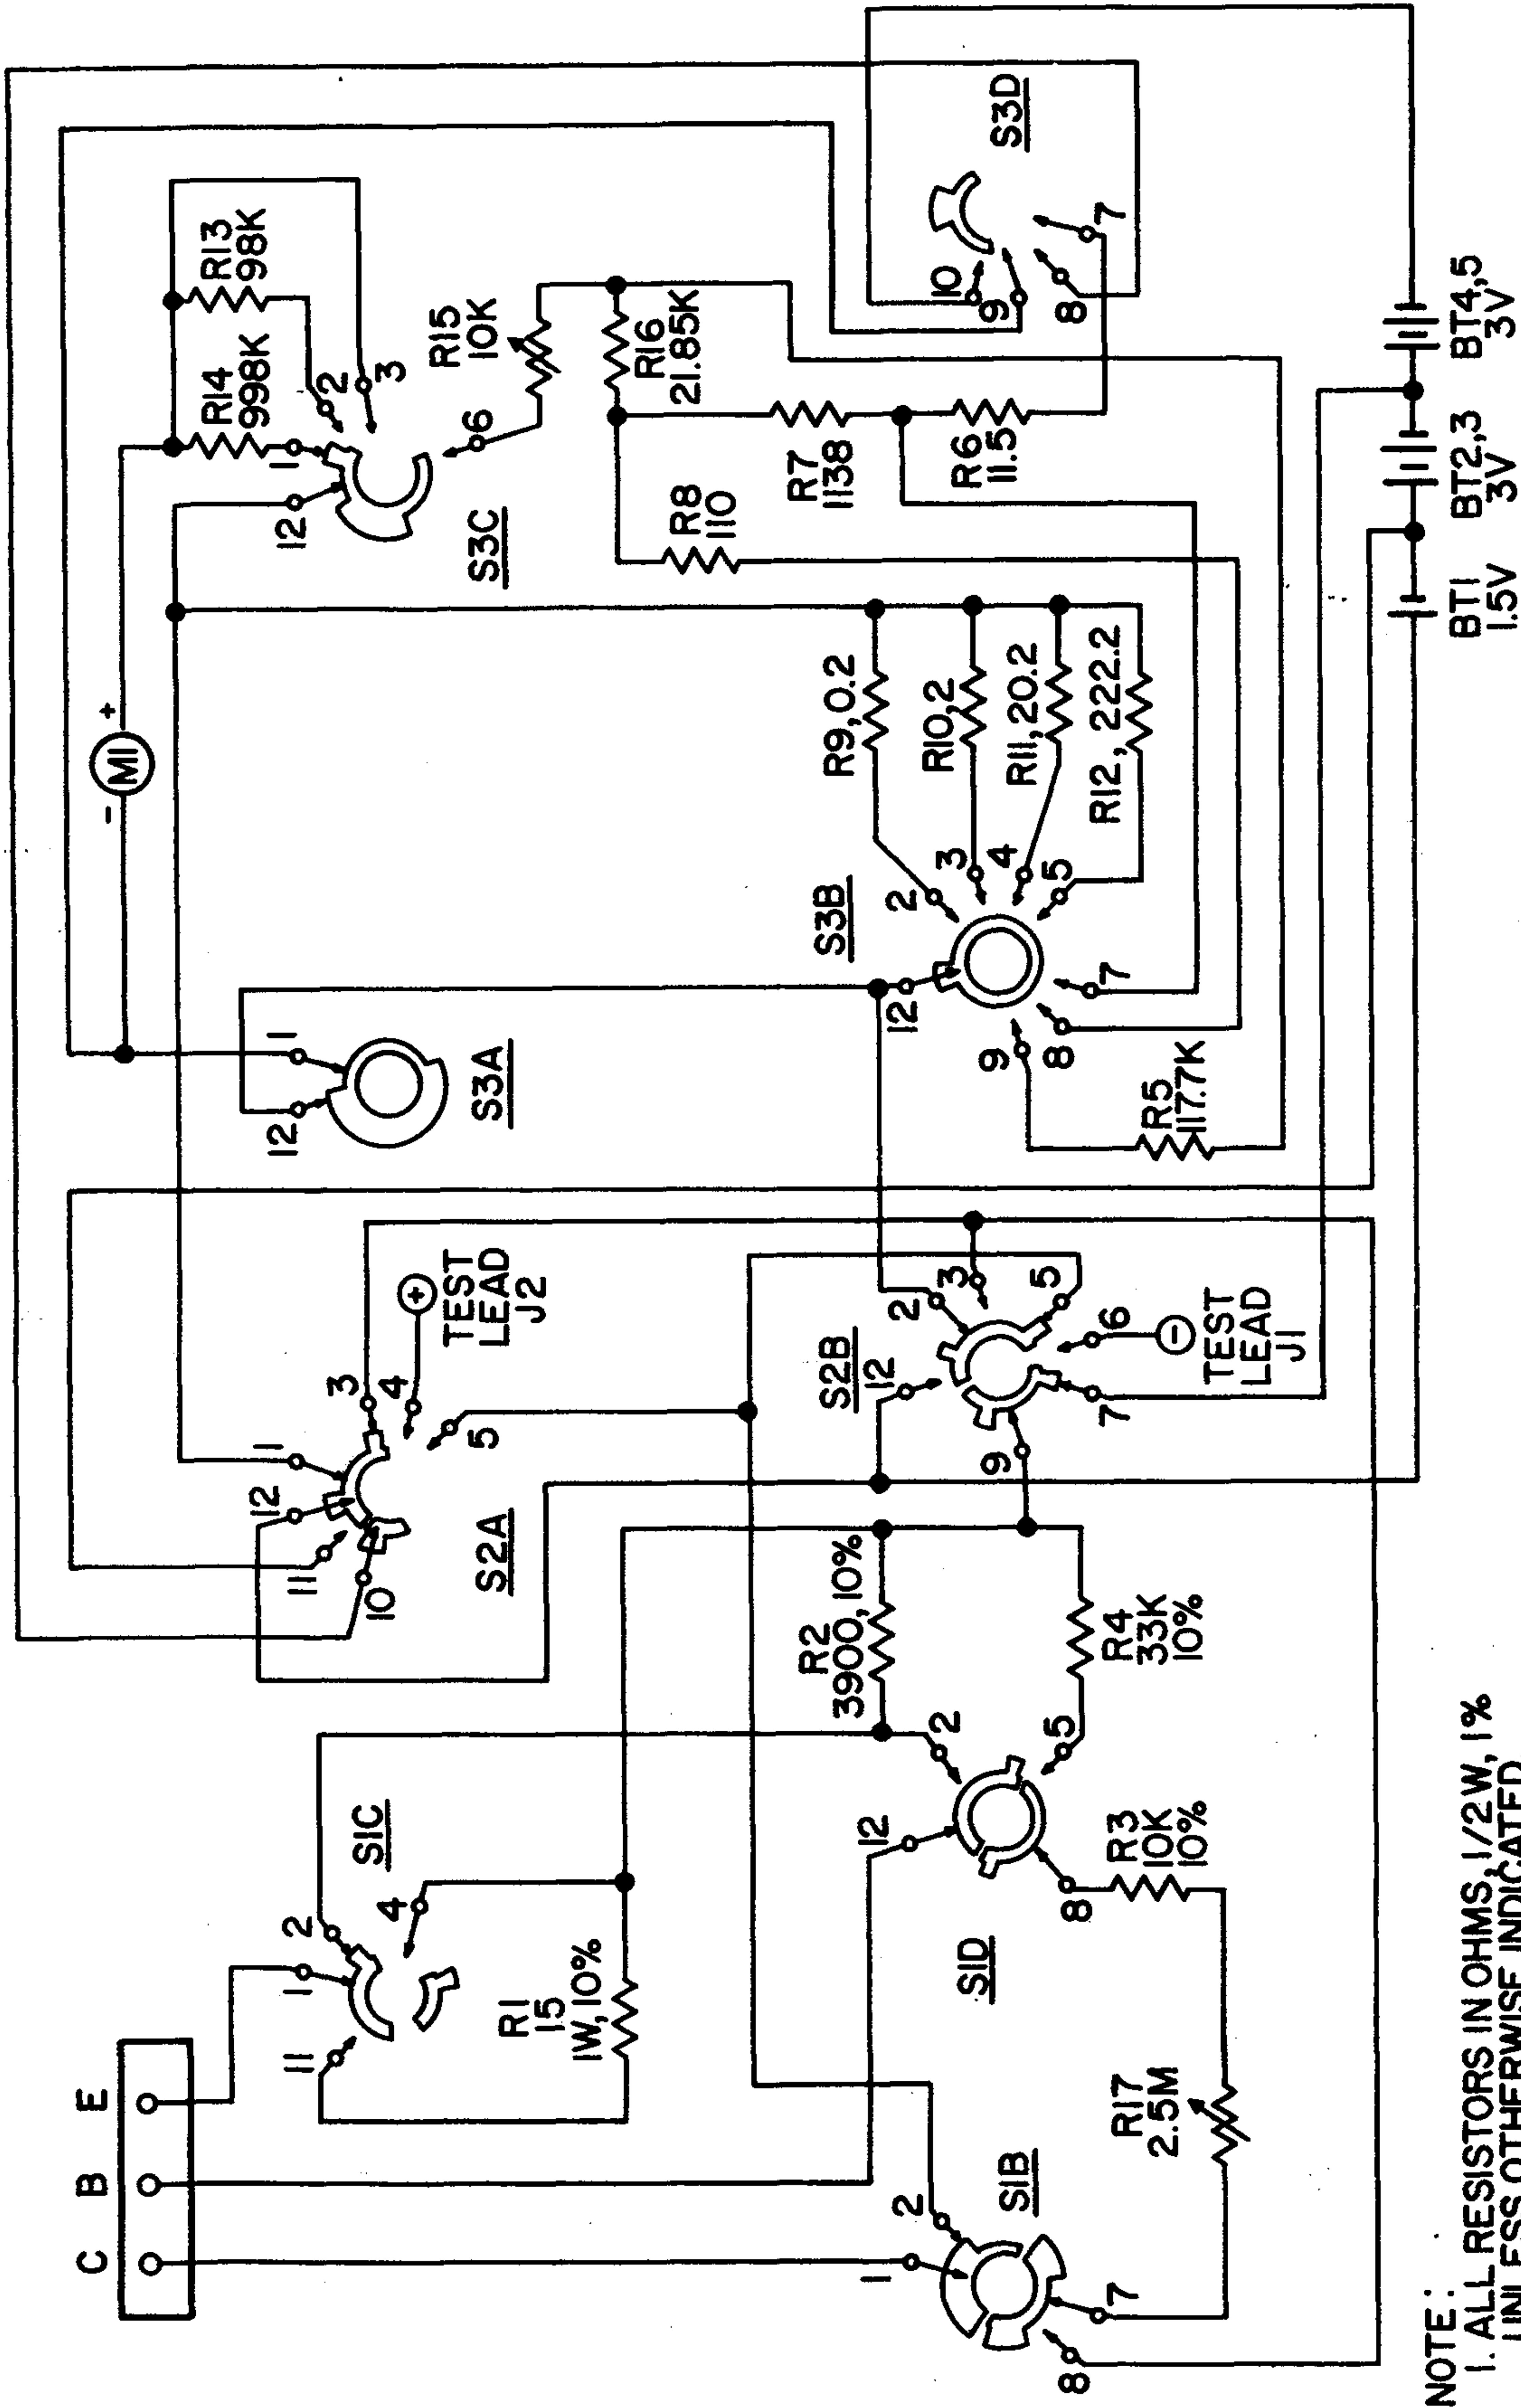 C B E
S1C
1
2
4
11
R1
15
1W, 10%
S1B
1
2
7
8
R17
2.5M
S1D
12
2
5
8
R3
10K
10%
R2
3900, 10%
R4
33K
10%
S2A
12
1
3
4
5
11
10
TEST
LEAD
J2
+
S2B
12
2
3
5
6
7
9
-
TEST
LEAD
J1
S3A
12
1
- M1 +
S3B
12
2
3
4
5
7
8
9
R5
117.7K
R9, 0.2
R10, 2
R11, 20.2
R12, 222.2
S3C
12
1
2
3
6
R14
998K
R13
98K
R15
10K
R16
21.85K
R8
110
R7
1138
R6
11.5
S3D
10
9
8
7
BT1
1.5V
BT2,3
3V
BT4,5
3V
NOTE:
1. ALL RESISTORS IN OHMS, 1/2W, 1%
UNLESS OTHERWISE INDICATED